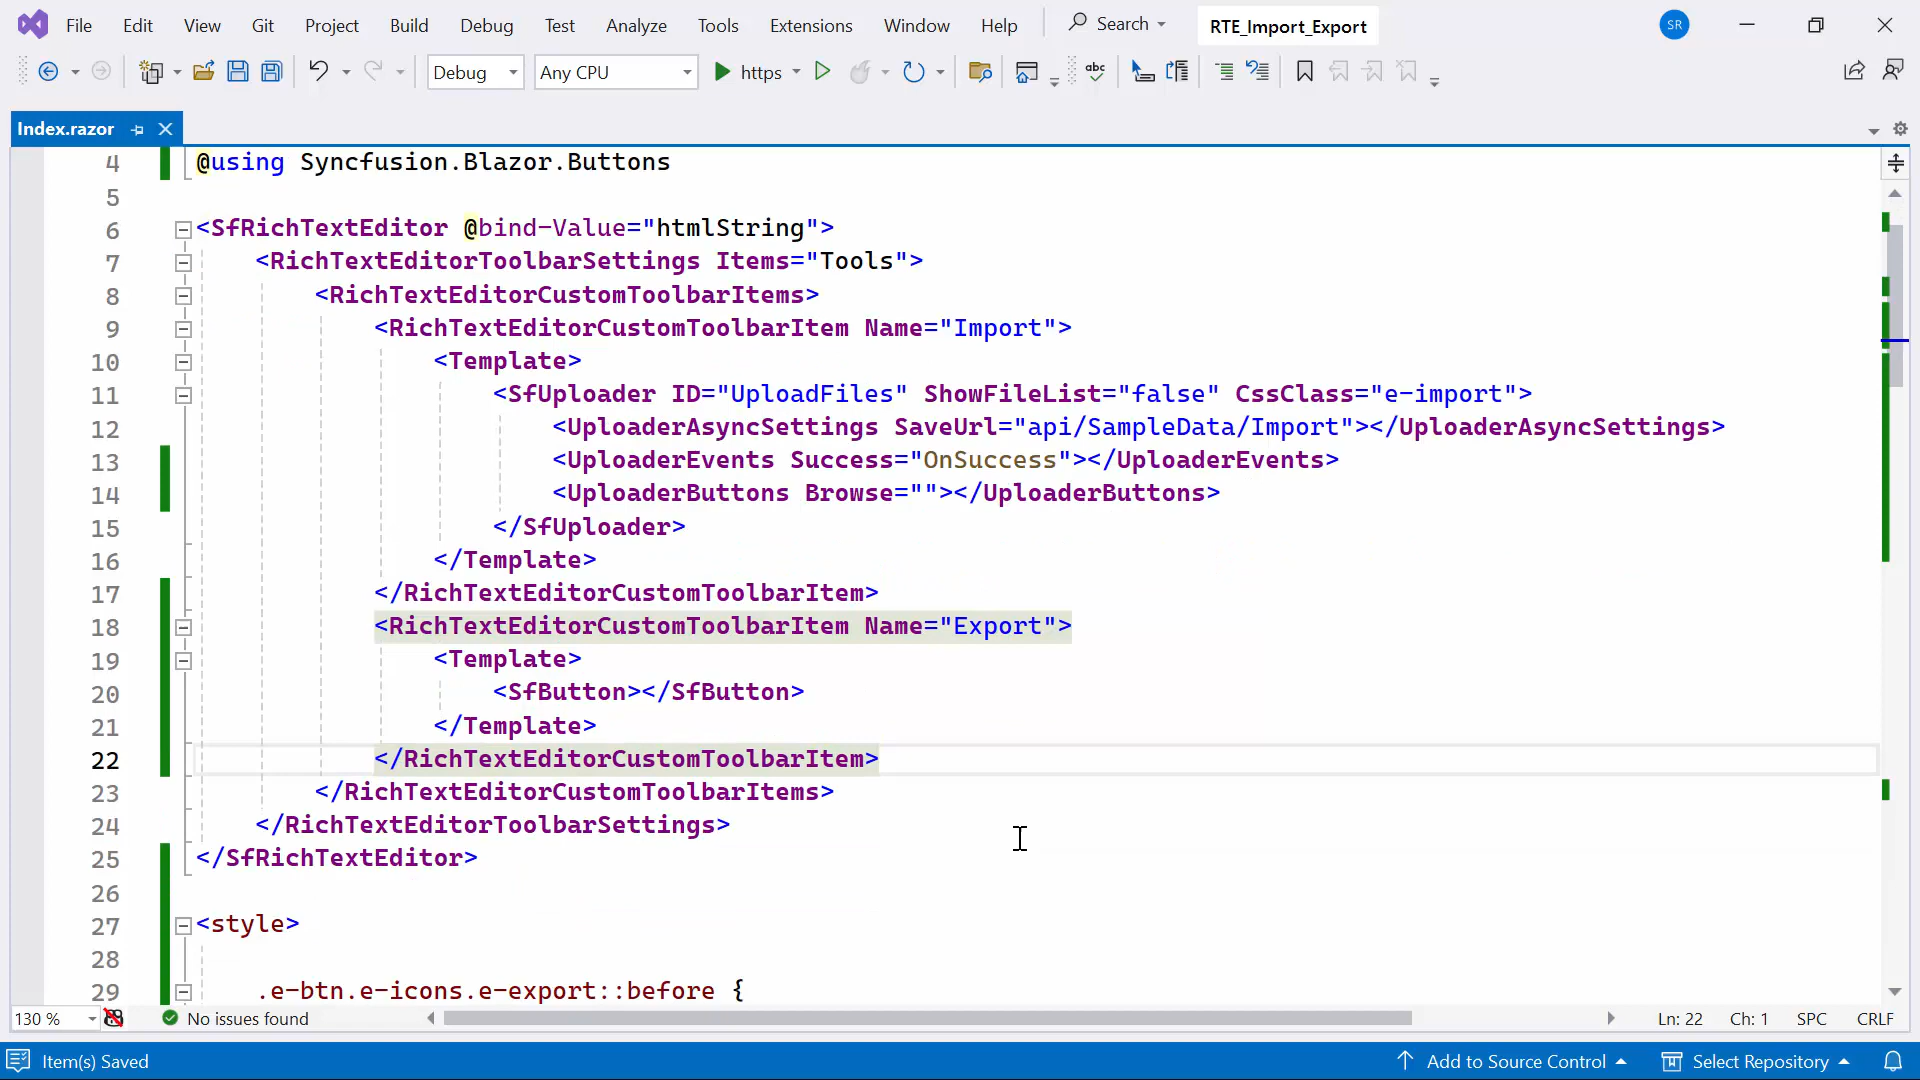 File Edit View Git Project Build Debug Test Analyze Tools Extensions Window Help Search RTE_Import_Export SR
Debug Any CPU https abc
Index.razor
4 @using Syncfusion.Blazor.Buttons
5
6 <SfRichTextEditor @bind-Value="htmlString">
7 <RichTextEditorToolbarSettings Items="Tools">
8 <RichTextEditorCustomToolbarItems>
9 <RichTextEditorCustomToolbarItem Name="Import">
10 <Template>
11 <SfUploader ID="UploadFiles" ShowFileList="false" CssClass="e-import">
12 <UploaderAsyncSettings SaveUrl="api/SampleData/Import"></UploaderAsyncSettings>
13 <UploaderEvents Success="OnSuccess"></UploaderEvents>
14 <UploaderButtons Browse=""></UploaderButtons>
15 </SfUploader>
16 </Template>
17 </RichTextEditorCustomToolbarItem>
18 <RichTextEditorCustomToolbarItem Name="Export">
19 <Template>
20 <SfButton></SfButton>
21 </Template>
22 </RichTextEditorCustomToolbarItem>
23 </RichTextEditorCustomToolbarItems>
24 </RichTextEditorToolbarSettings>
25 </SfRichTextEditor>
26
27 <style>
28
29 .e-btn.e-icons.e-export::before {
130 % No issues found Ln: 22 Ch: 1 SPC CRLF
Item(s) Saved Add to Source Control Select Repository